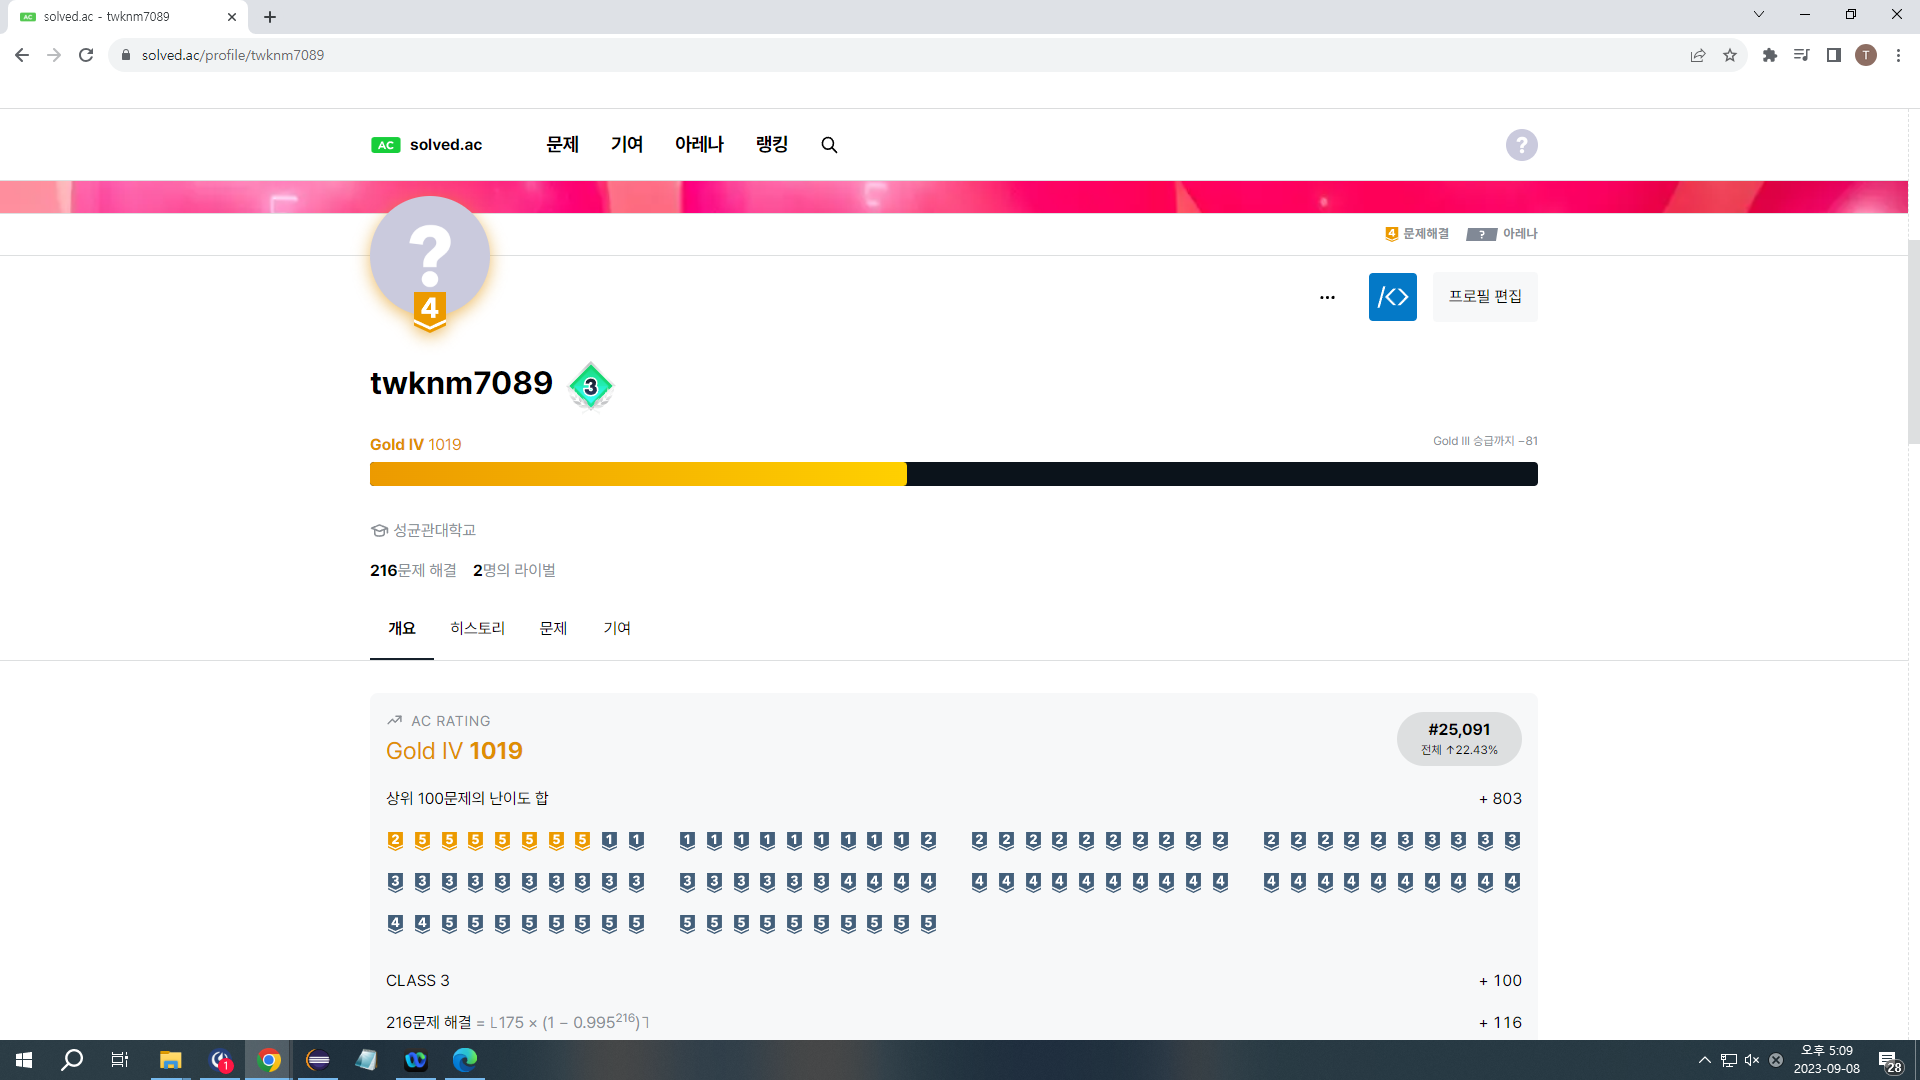 solved.ac - twknm7089
solved.ac/profile/twknm7089
T
AC solved.ac 문제 기여 아레나 랭킹 ?
4 문제해결 ? 아레나
?
4
/<> 프로필 편집
twknm7089 3
Gold IV 1019 Gold III 승급까지 −81
성균관대학교
216문제 해결 2명의 라이벌
개요 히스토리 문제 기여
AC RATING
Gold IV 1019
#25,091
전체 ↑22.43%
상위 100문제의 난이도 합 + 803
2 5 5 5 5 5 5 5 1 1 1 1 1 1 1 1 1 1 1 2 2 2 2 2 2 2 2 2 2 2 2 2 2 2 2 3 3 3 3 3
3 3 3 3 3 3 3 3 3 3 3 3 3 3 3 3 4 4 4 4 4 4 4 4 4 4 4 4 4 4 4 4 4 4 4 4 4 4 4 4
4 4 5 5 5 5 5 5 5 5 5 5 5 5 5 5 5 5 5 5
CLASS 3 + 100
216문제 해결 = ⌊175 × (1 − 0.995^216)⌉ + 116
1
오후 5:09
2023-09-08
28